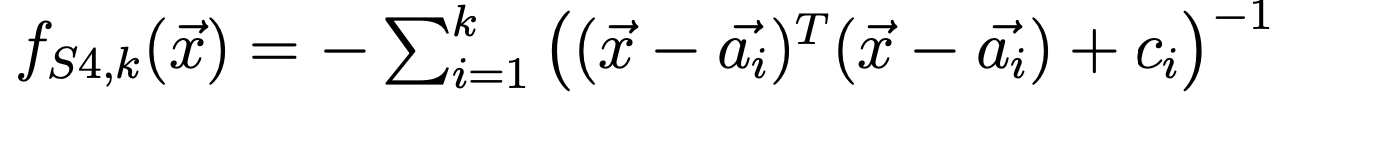 $f_{S4,k}(\vec{x}) = -\sum_{i=1}^{k} \left( (\vec{x} - \vec{a_i})^T (\vec{x} - \vec{a_i}) + c_i \right)^{-1}$